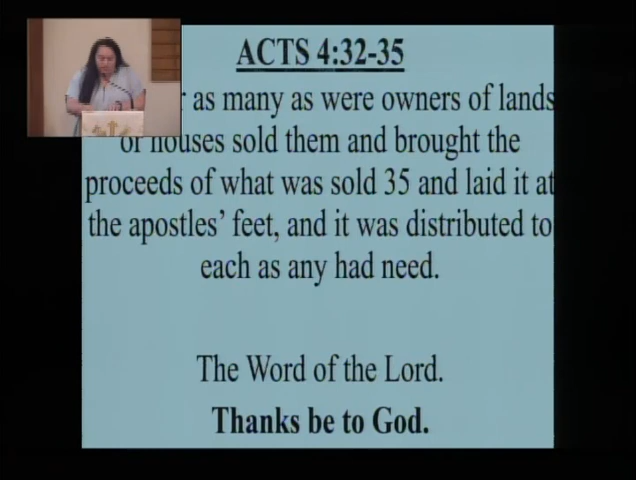 ACTS 4:32-35
r as many as were owners of lands
or houses sold them and brought the
proceeds of what was sold 35 and laid it at
the apostles’ feet, and it was distributed to
each as any had need.
The Word of the Lord.
Thanks be to God.